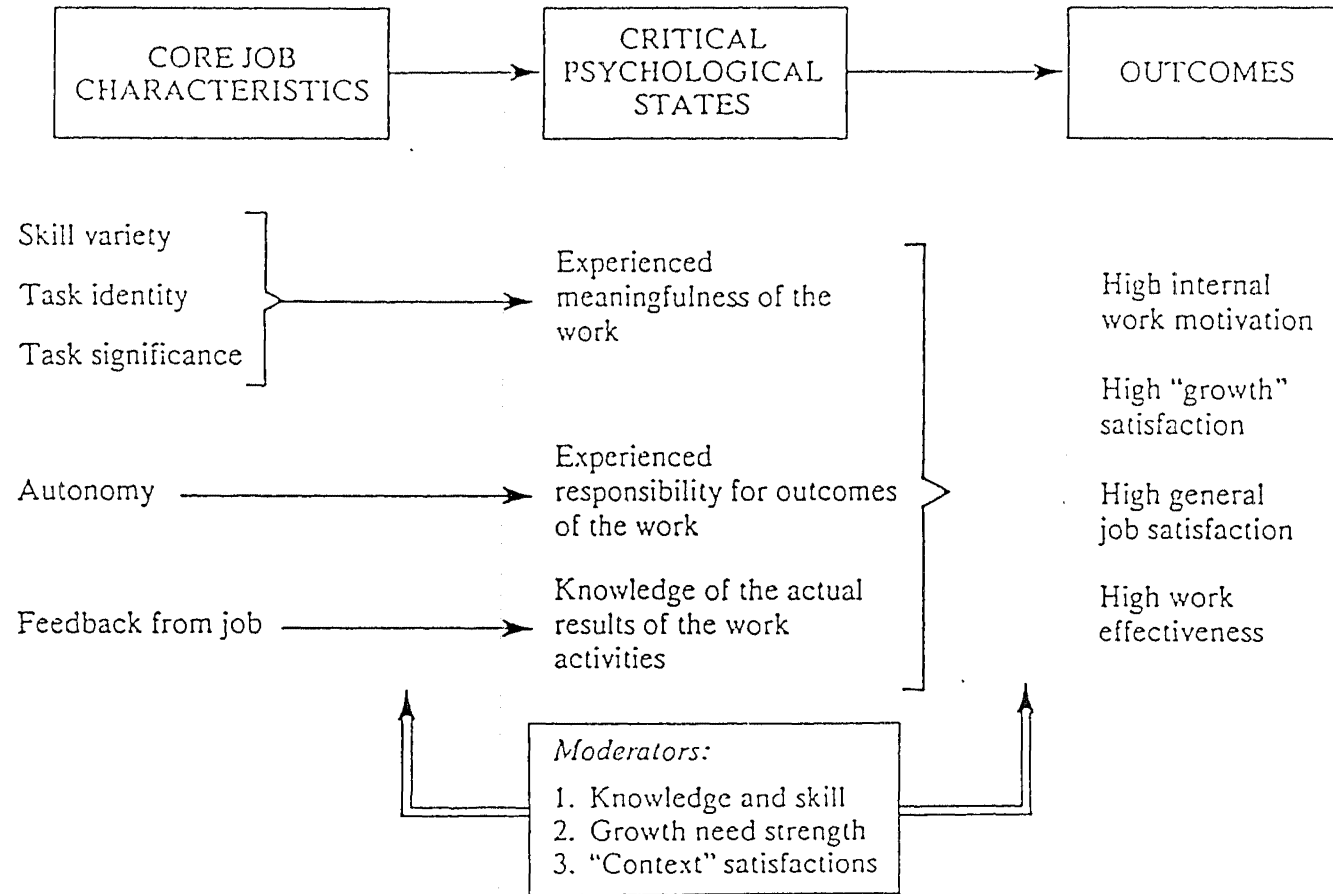 CORE JOB
CHARACTERISTICS
CRITICAL
PSYCHOLOGICAL
STATES
OUTCOMES
Skill variety
Task identity
Task significance
Experienced
meaningfulness of the
work
Autonomy
Experienced
responsibility for outcomes
of the work
Feedback from job
Knowledge of the actual
results of the work
activities
High internal
work motivation
High “growth”
satisfaction
High general
job satisfaction
High work
effectiveness
Moderators:
1. Knowledge and skill
2. Growth need strength
3. “Context” satisfactions